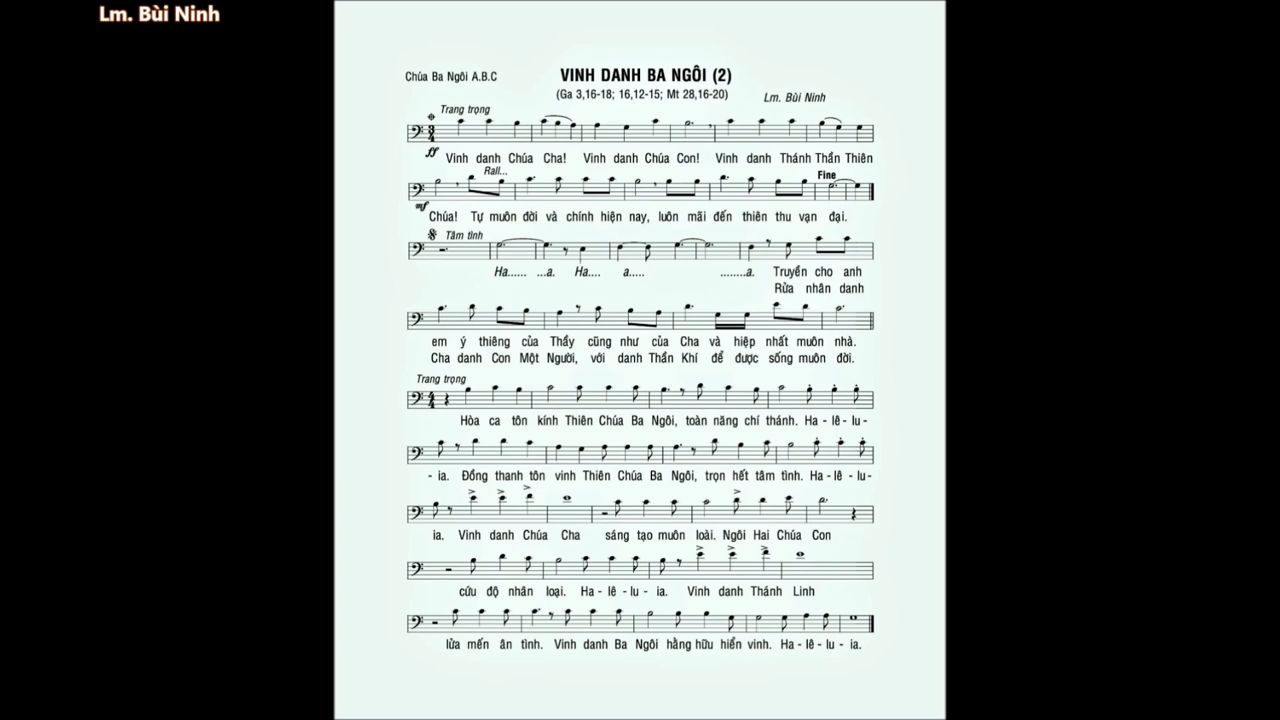 Lm. Bùi Ninh
Chúa Ba Ngôi A.B.C
VINH DANH BA NGÔI (2)
(Ga 3,16-18; 16,12-15; Mt 28,16-20)
Lm. Bùi Ninh
Trang trọng
ff Vinh danh Chúa Cha! Vinh danh Chúa Con! Vinh danh Thánh Thần Thiên
Rall... Fine
mf Chúa! Tự muôn đời và chính hiện nay, luôn mãi đến thiên thu vạn đại.
Tâm tình
Ha...... ...a. Ha.... a..... ........a. Truyền cho anh
Rửa nhân danh
em ý thiêng của Thầy cũng như của Cha và hiệp nhất muôn nhà.
Cha danh Con Một Người, với danh Thần Khí để được sống muôn đời.
Trang trọng
Hòa ca tôn kính Thiên Chúa Ba Ngôi, toàn năng chí thánh. Ha - lê - lu -
- ia. Đồng thanh tôn vinh Thiên Chúa Ba Ngôi, trọn hết tâm tình. Ha - lê - lu -
ia. Vinh danh Chúa Cha sáng tạo muôn loài. Ngôi Hai Chúa Con
cứu độ nhân loại. Ha - lê - lu - ia. Vinh danh Thánh Linh
lửa mến ân tình. Vinh danh Ba Ngôi hằng hữu hiển vinh. Ha - lê - lu - ia.